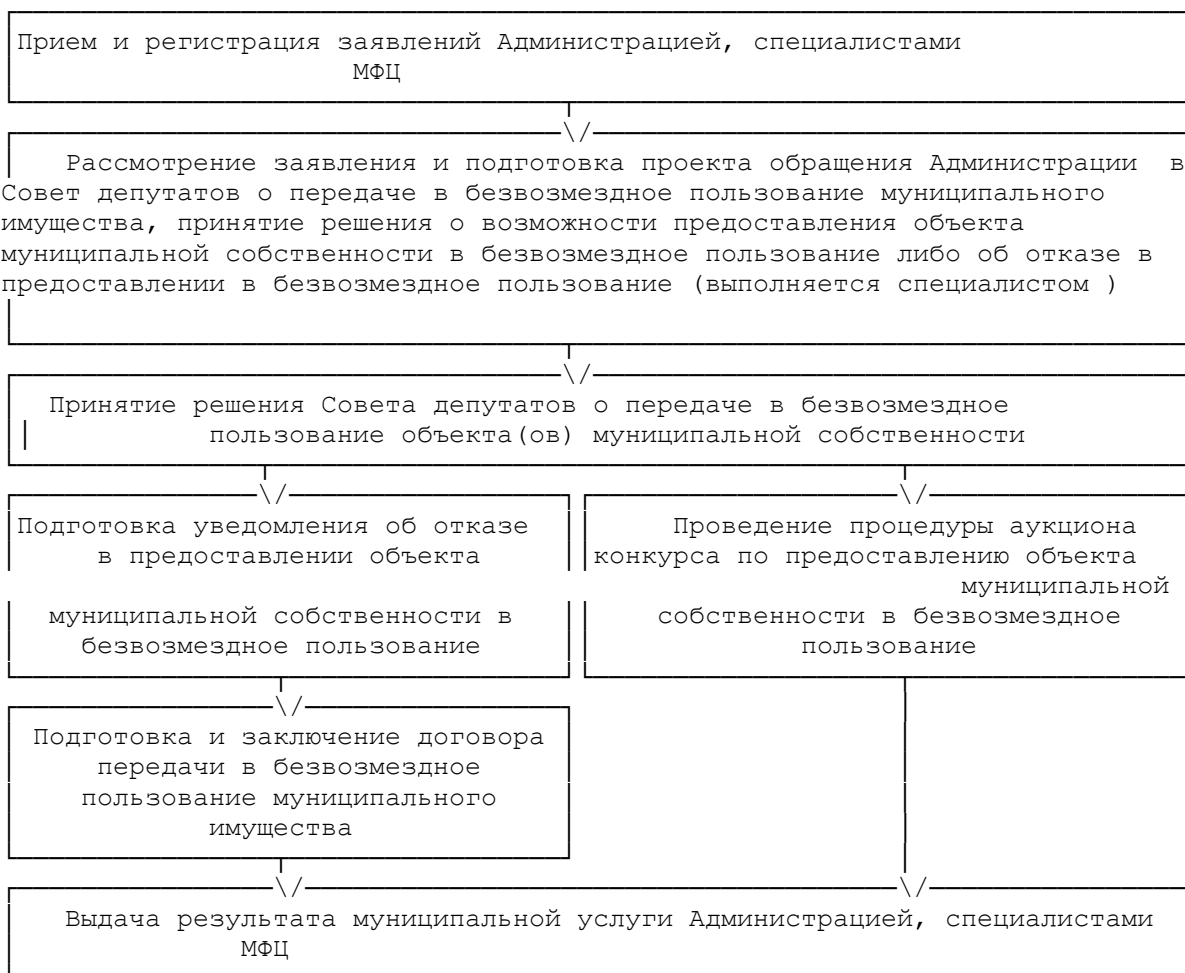 Прием и регистрация заявлений Администрацией, специалистами
МФЦ
\/
Рассмотрение заявления и подготовка проекта обращения Администрации в
Совет депутатов о передаче в безвозмездное пользование муниципального
имущества, принятие решения о возможности предоставления объекта
муниципальной собственности в безвозмездное пользование либо об отказе в
предоставлении в безвозмездное пользование (выполняется специалистом )
\/
Принятие решения Совета депутатов о передаче в безвозмездное
пользование объекта(ов) муниципальной собственности
\/
\/
Подготовка уведомления об отказе
в предоставлении объекта
муниципальной собственности в
безвозмездное пользование
Проведение процедуры аукциона
конкурса по предоставлению объекта
муниципальной
собственности в безвозмездное
пользование
\/
Подготовка и заключение договора
передачи в безвозмездное
пользование муниципального
имущества
\/
\/
Выдача результата муниципальной услуги Администрацией, специалистами
МФЦ